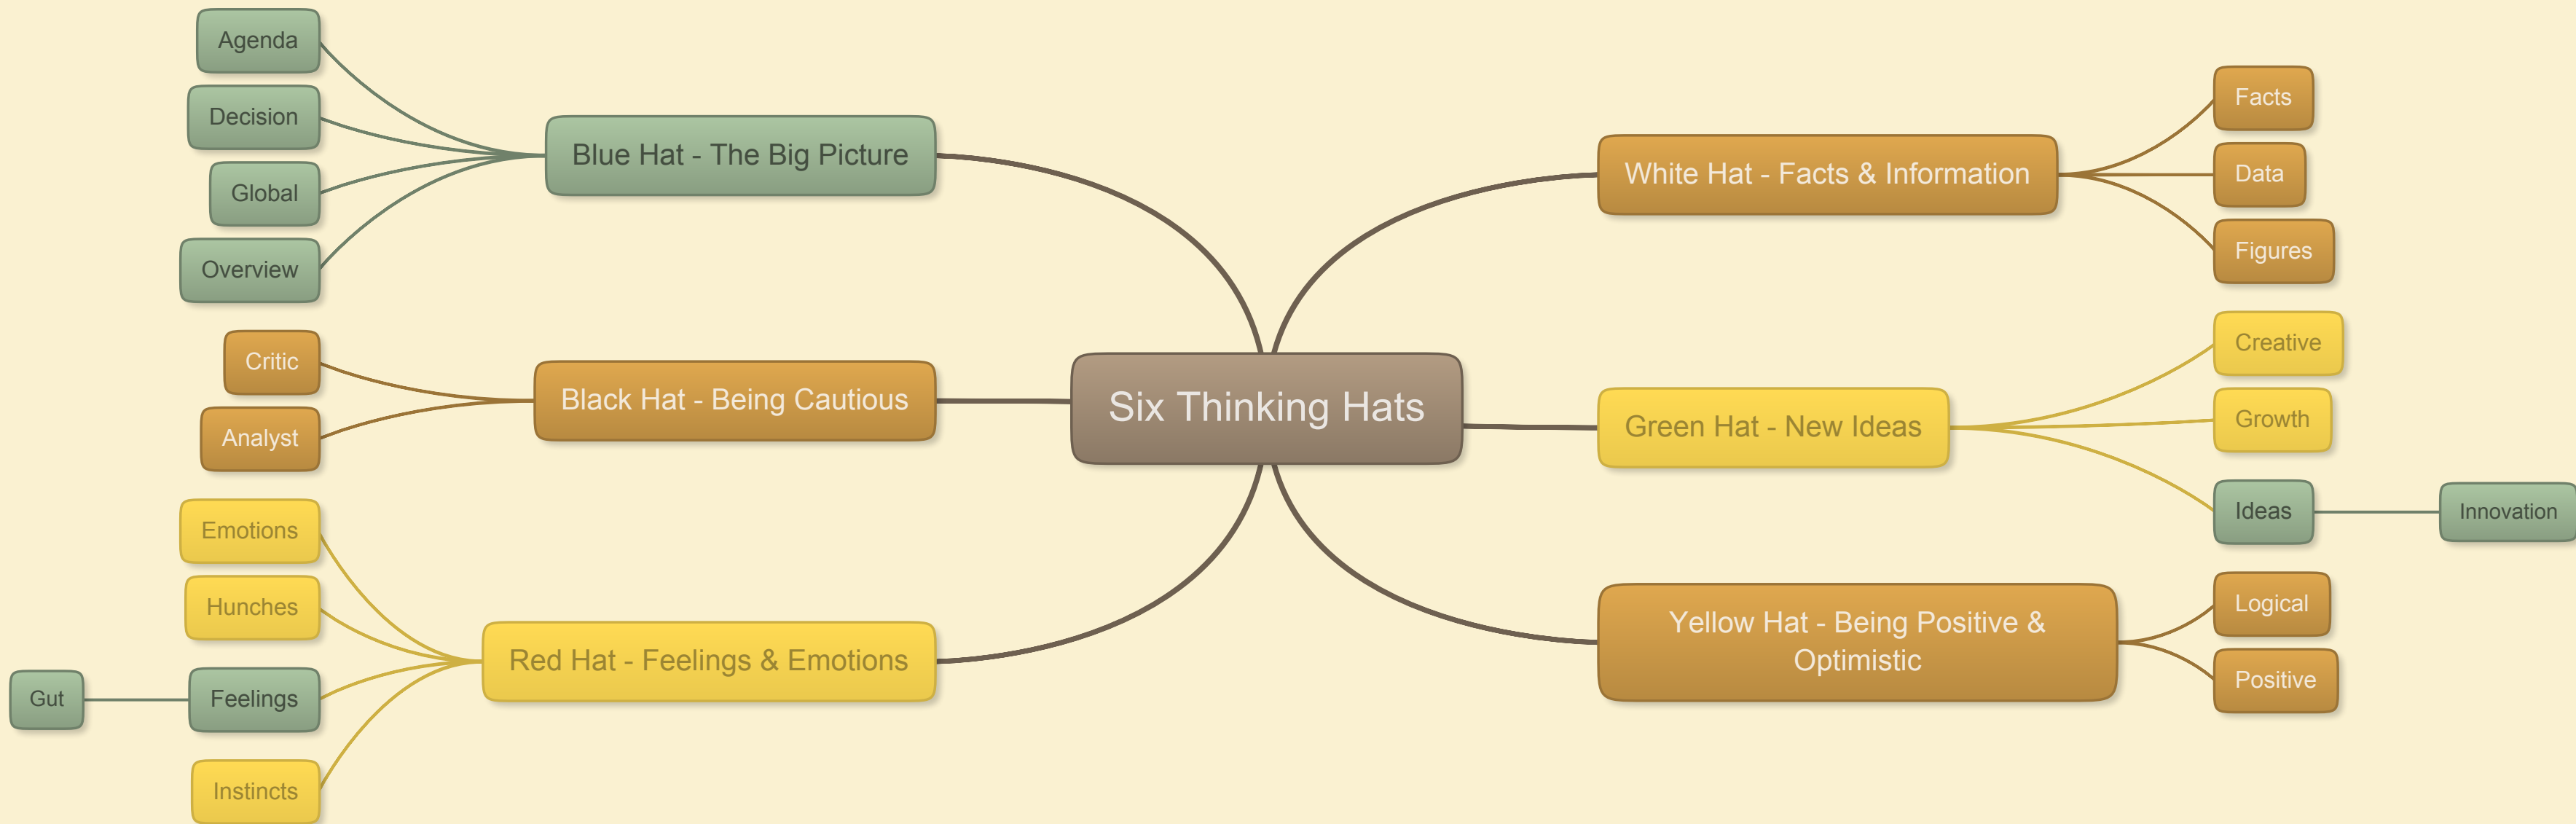 Six Thinking Hats
Blue Hat - The Big Picture
Agenda
Decision
Global
Overview
Black Hat - Being Cautious
Critic
Analyst
Red Hat - Feelings & Emotions
Emotions
Hunches
Feelings
Gut
Instincts
White Hat - Facts & Information
Facts
Data
Figures
Green Hat - New Ideas
Creative
Growth
Ideas
Innovation
Yellow Hat - Being Positive &
Optimistic
Logical
Positive